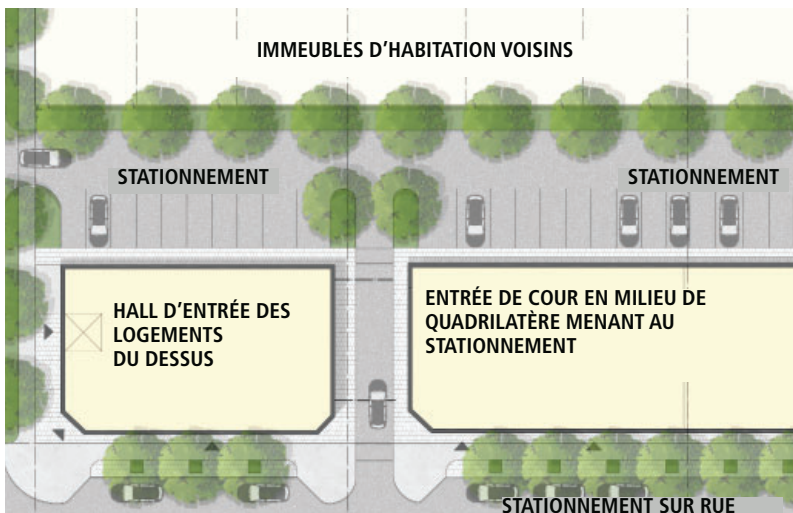 IMMEUBLES D’HABITATION VOISINS
STATIONNEMENT
STATIONNEMENT
HALL D’ENTRÉE DES
LOGEMENTS
DU DESSUS
ENTRÉE DE COUR EN MILIEU DE
QUADRILATÈRE MENANT AU
STATIONNEMENT
STATIONNEMENT SUR RUE